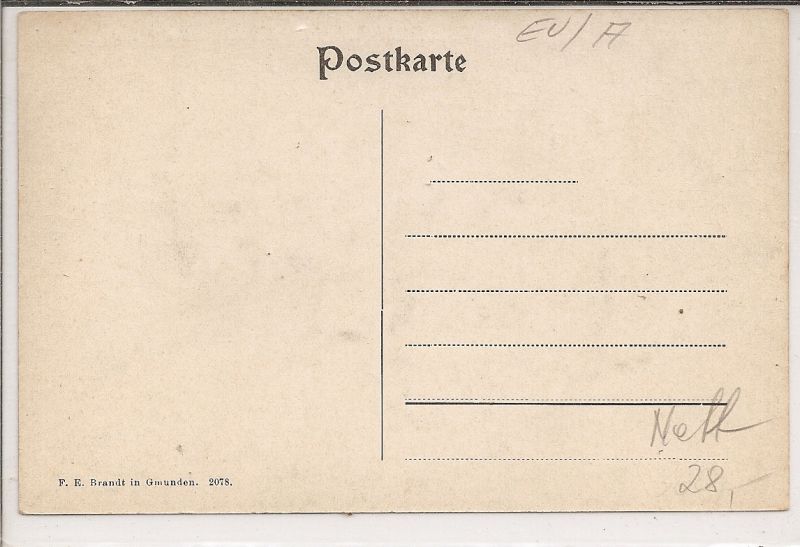 EU/A
Postkarte
F. E. Brandt in Gmunden. 2078.
Nett
28,-